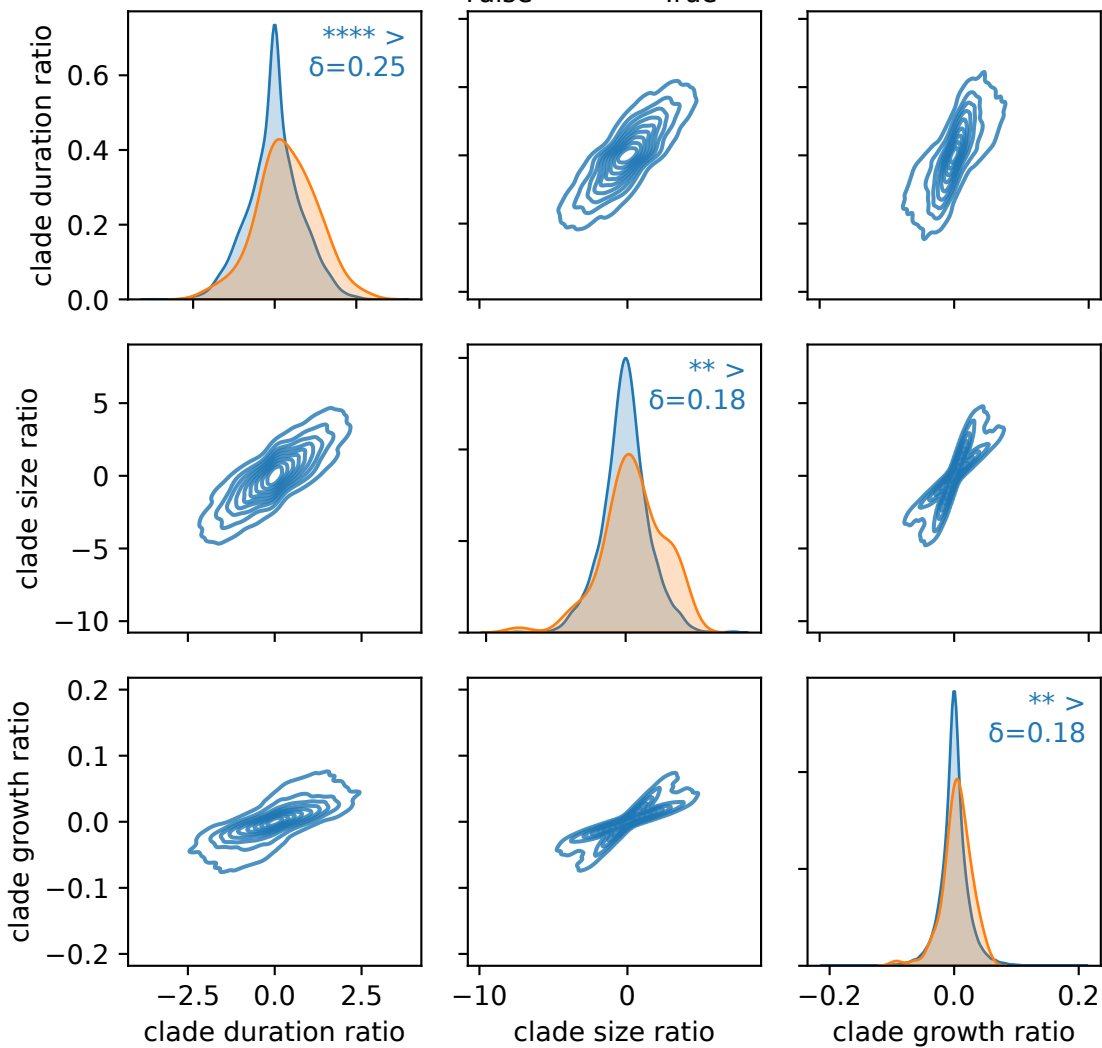 False True
clade duration ratio
0.6
0.4
0.2
0.0
**** >
δ=0.25
clade size ratio
5
0
−5
−10
** >
δ=0.18
clade growth ratio
0.2
0.1
0.0
−0.1
−0.2
** >
δ=0.18
−2.5 0.0 2.5
−10 0
−0.2 0.0 0.2
clade duration ratio
clade size ratio
clade growth ratio